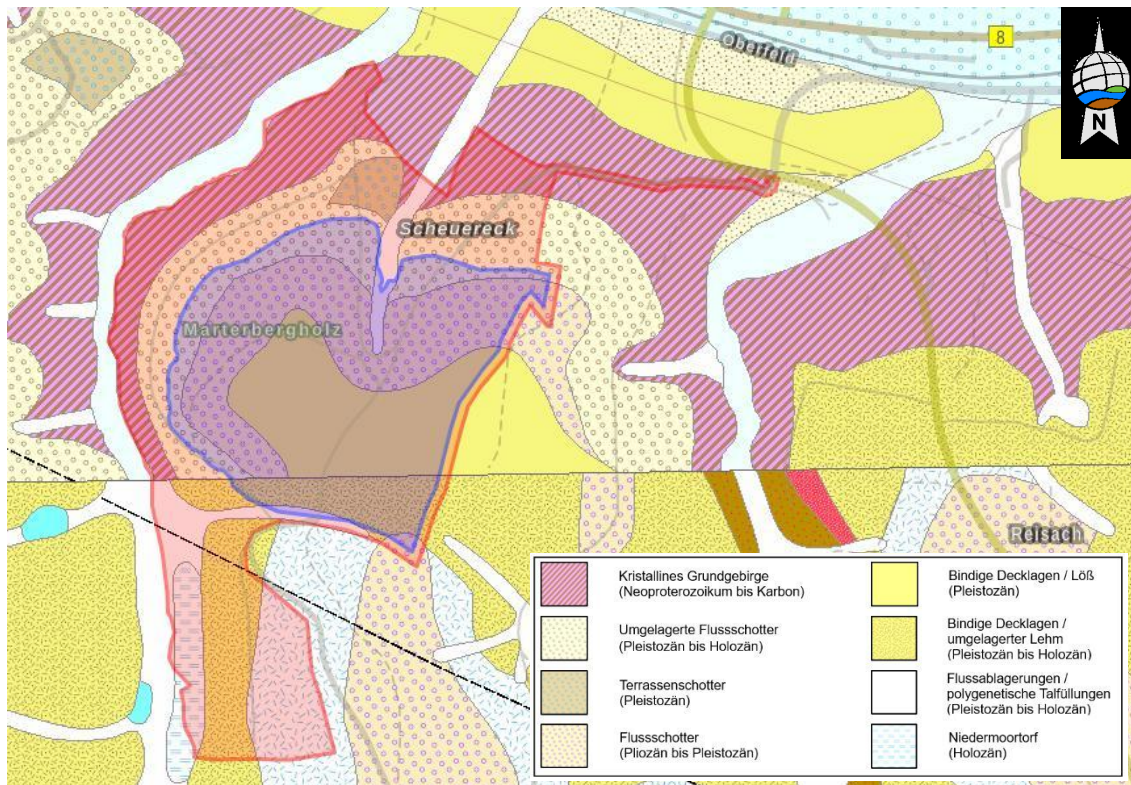 Oberfeld
8
N
Scheuereck
Marterbergholz
Reisach
Kristallines Grundgebirge
(Neoproterozoikum bis Karbon)
Umgelagerte Flussschotter
(Pleistozän bis Holozän)
Terrassenschotter
(Pleistozän)
Flussschotter
(Pliozän bis Pleistozän)
Bindige Decklagen / Löß
(Pleistozän)
Bindige Decklagen /
umgelagerter Lehm
(Pleistozän bis Holozän)
Flussablagerungen /
polygenetische Talfüllungen
(Pleistozän bis Holozän)
Niedermoortorf
(Holozän)